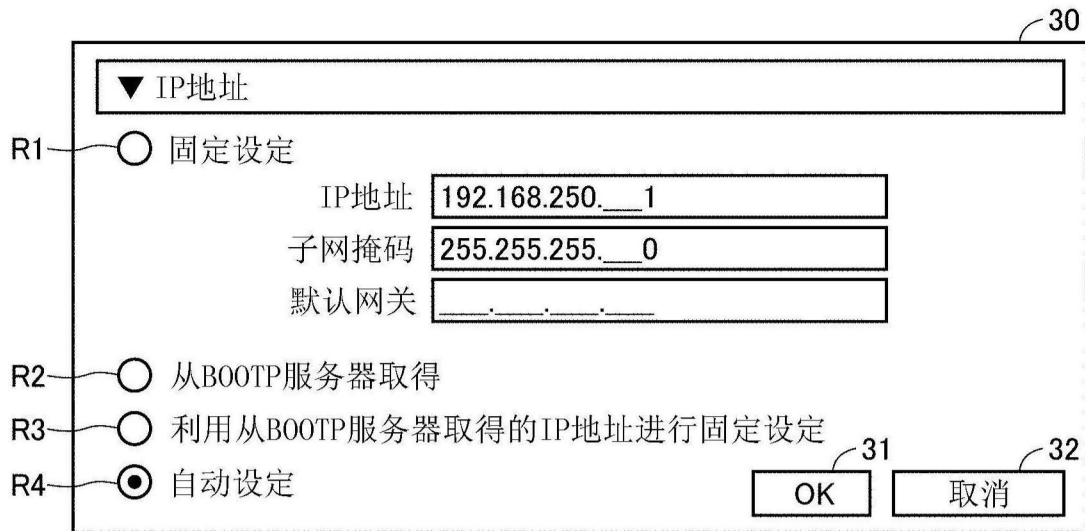 30
▼ IP地址
R1 固定设定
IP地址 192.168.250.___1
子网掩码 255.255.255.___0
默认网关 ___.___.___.___
R2 从BOOTP服务器取得
R3 利用从BOOTP服务器取得的IP地址进行固定设定
31 32
R4 自动设定 OK 取消